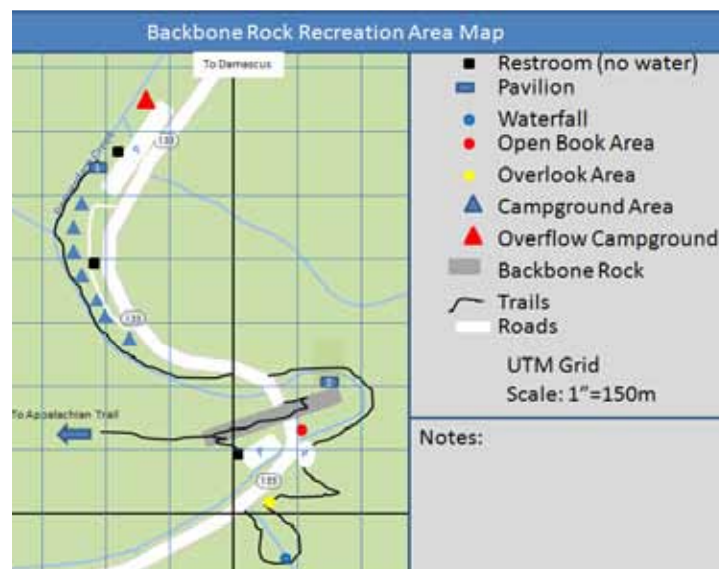 Backbone Rock Recreation Area Map
To Damascus
133
133
To Appalachian Trail
133
Restroom (no water)
Pavilion
Waterfall
Open Book Area
Overlook Area
Campground Area
Overflow Campground
Backbone Rock
Trails
Roads
UTM Grid
Scale: 1"=150m
Notes: